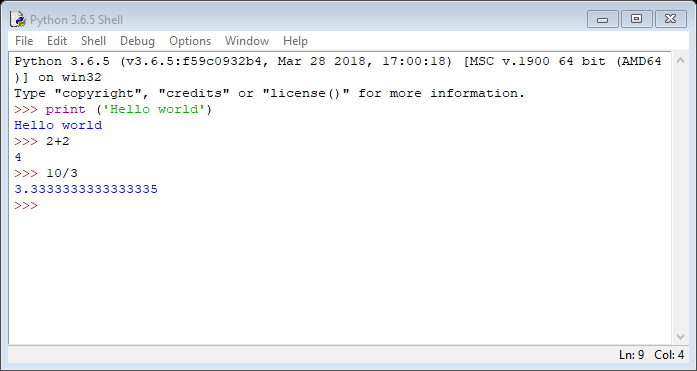 Python 3.6.5 Shell
File Edit Shell Debug Options Window Help
Python 3.6.5 (v3.6.5:f59c0932b4, Mar 28 2018, 17:00:18) [MSC v.1900 64 bit (AMD64
)] on win32
Type "copyright", "credits" or "license()" for more information.
>>> print ('Hello world')
Hello world
>>> 2+2
4
>>> 10/3
3.3333333333333335
>>>
Ln: 9 Col: 4